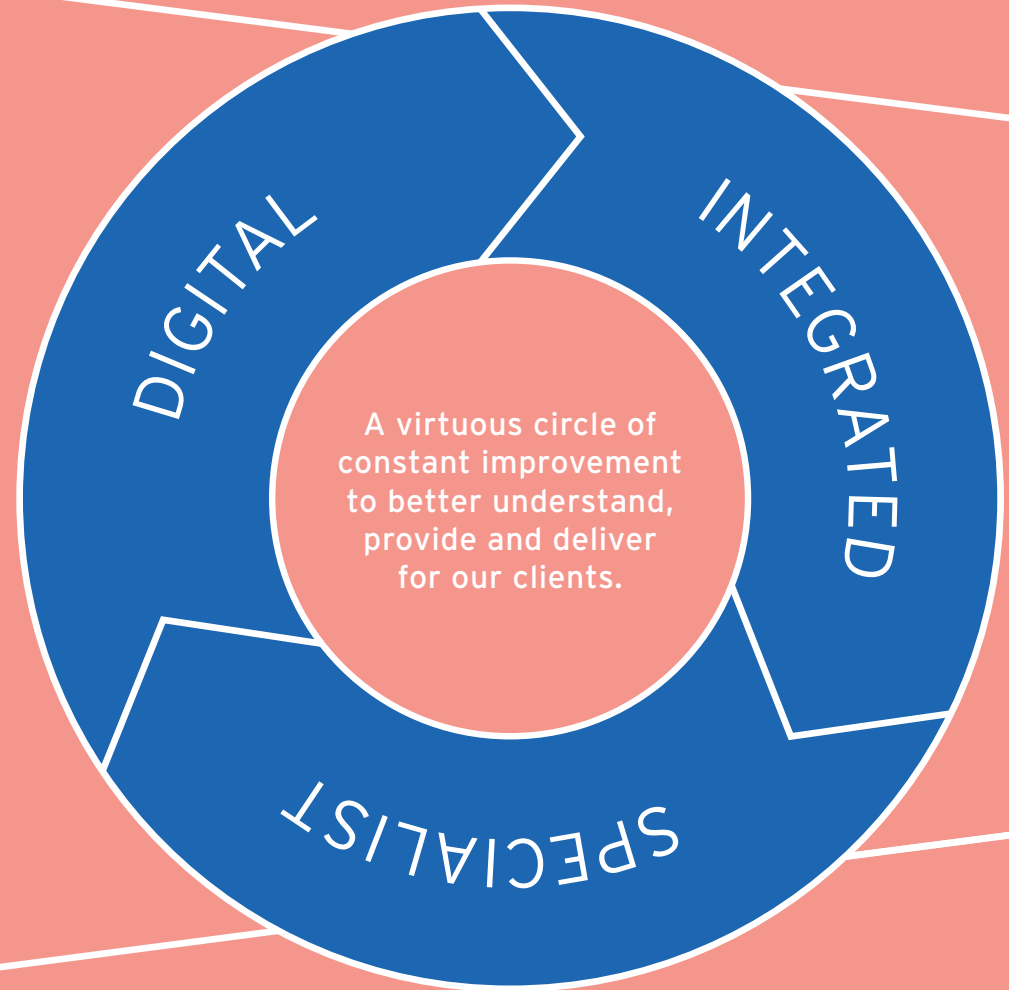 DIGITAL
INTEGRATED
A virtuous circle of
constant improvement
to better understand,
provide and deliver
for our clients.
SPECIALIST